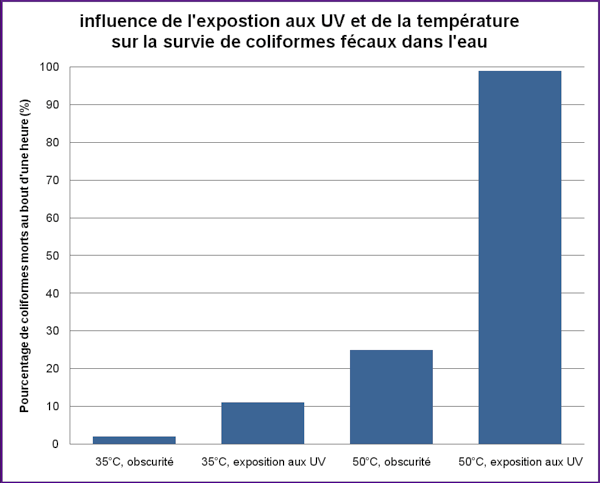 influence de l'expostion aux UV et de la température
sur la survie de coliformes fécaux dans l'eau
Pourcentage de coliformes morts au bout d'une heure (%)
100
90
80
70
60
50
40
30
20
10
0
35°C, obscurité
35°C, exposition aux UV
50°C, obscurité
50°C, exposition aux UV